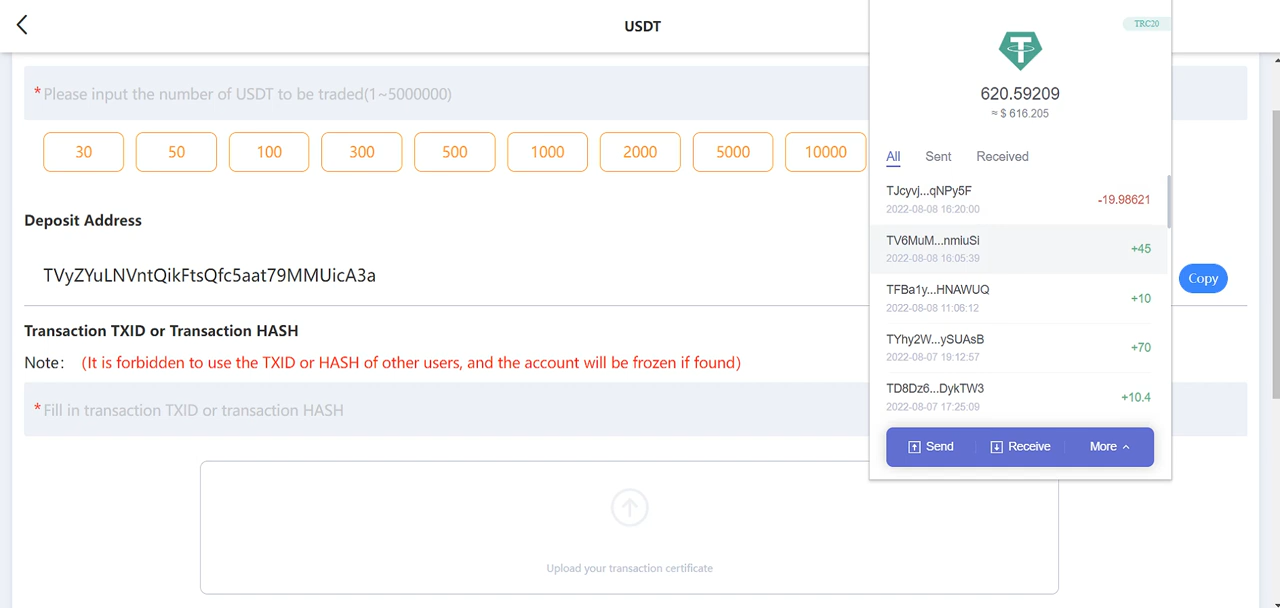 USDT
*Please input the number of USDT to be traded(1~5000000)
30 50 100 300 500 1000 2000 5000 10000
Deposit Address
TVyZYuLNVntQikFtsQfc5aat79MMUicA3a
Copy
Transaction TXID or Transaction HASH
Note: (It is forbidden to use the TXID or HASH of other users, and the account will be frozen if found)
*Fill in transaction TXID or transaction HASH
Upload your transaction certificate
TRC20
620.59209
≈ $ 616.205
All Sent Received
TJcyvj...qNPy5F
2022-08-08 16:20:00
-19.98621
TV6MuM...nmiuSi
2022-08-08 16:05:39
+45
TFBa1y...HNAWUQ
2022-08-08 11:06:12
+10
TYhy2W...ySUAsB
2022-08-07 19:12:57
+70
TD8Dz6...DykTW3
2022-08-07 17:25:09
+10.4
Send Receive More